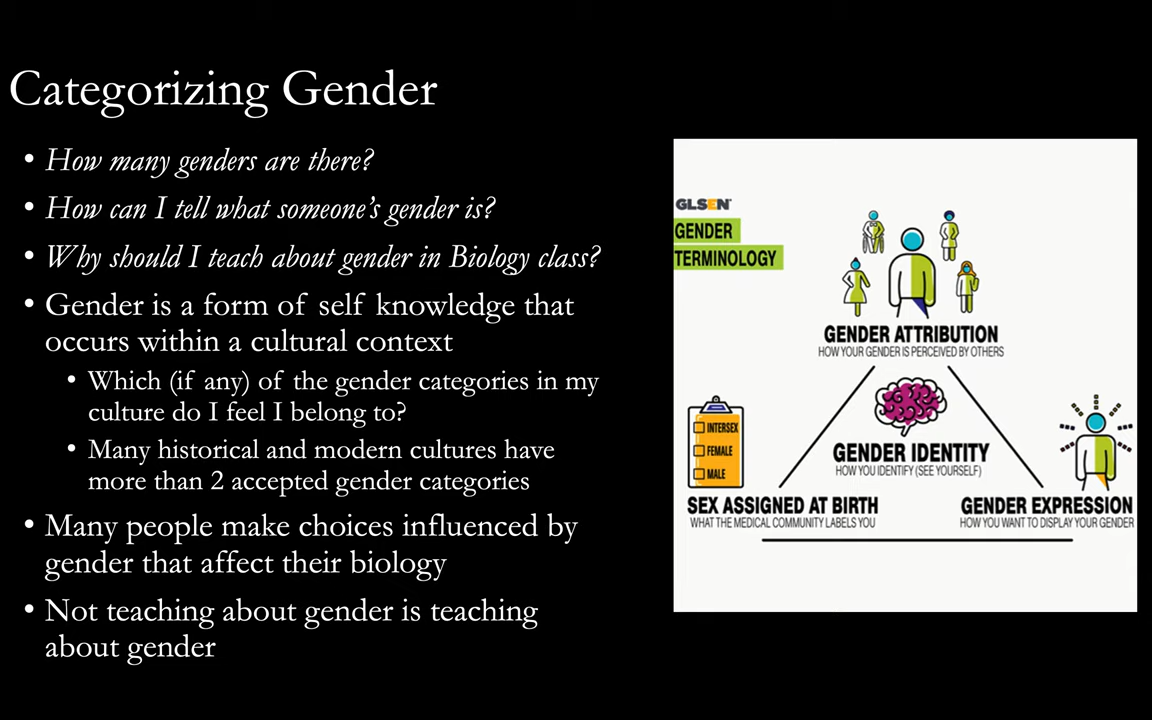 Categorizing Gender
• How many genders are there?
• How can I tell what someone's gender is?
• Why should I teach about gender in Biology class?
• Gender is a form of self knowledge that
occurs within a cultural context
• Which (if any) of the gender categories in my
culture do I feel I belong to?
• Many historical and modern cultures have
more than 2 accepted gender categories
• Many people make choices influenced by
gender that affect their biology
• Not teaching about gender is teaching
about gender
GLSEN
GENDER
TERMINOLOGY
GENDER ATTRIBUTION
HOW YOUR GENDER IS PERCEIVED BY OTHERS
INTERSEX
FEMALE
MALE
GENDER IDENTITY
HOW YOU IDENTIFY (SEE YOURSELF)
SEX ASSIGNED AT BIRTH
WHAT THE MEDICAL COMMUNITY LABELS YOU
GENDER EXPRESSION
HOW YOU WANT TO DISPLAY YOUR GENDER